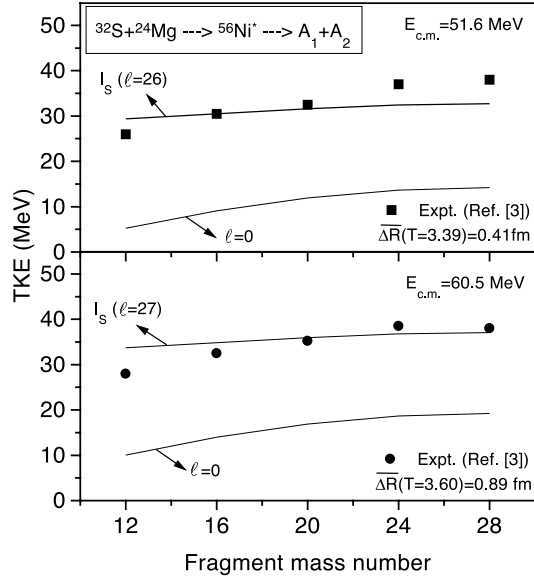 ³²S+²⁴Mg ---> ⁵⁶Ni* ---> A₁+A₂
E_c.m.=51.6 MeV
50
40
30
20
10
0
I_S (ℓ=26)
ℓ=0
Expt. (Ref. [3])
ΔR(T=3.39)=0.41fm
TKE (MeV)
E_c.m.=60.5 MeV
50
40
30
20
10
0
I_S (ℓ=27)
ℓ=0
Expt. (Ref. [3])
ΔR(T=3.60)=0.89 fm
12 16 20 24 28
Fragment mass number